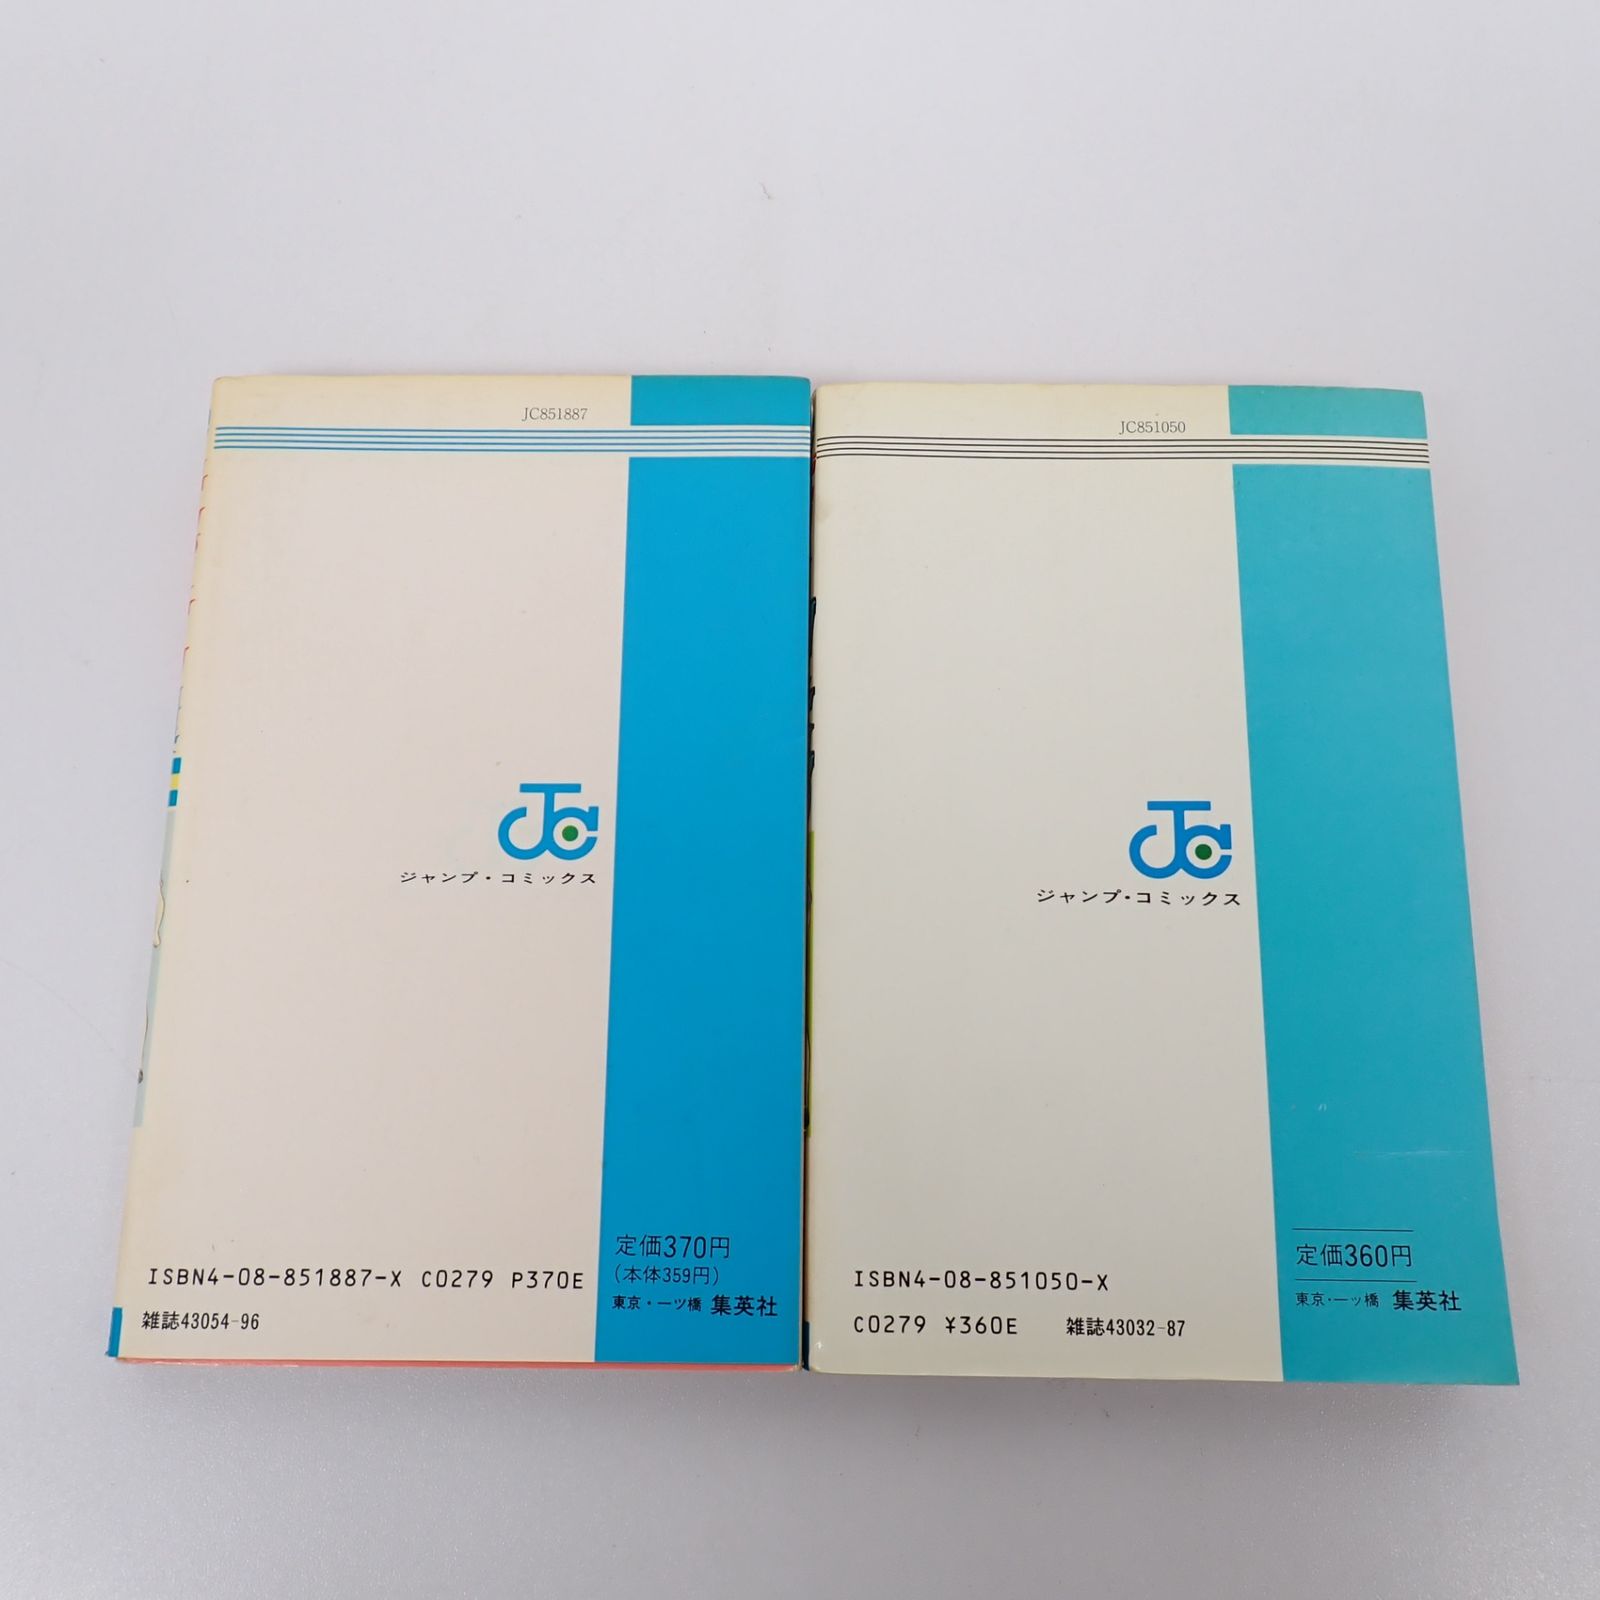 JC851887
JC
ジャンプ・コミックス
定価370円
(本体359円)
東京・一ツ橋 集英社
ISBN4-08-851887-X C0279 P370E
雑誌43054-96
JC851050
JC
ジャンプ・コミックス
定価360円
東京・一ツ橋 集英社
ISBN4-08-851050-X
C0279 ¥360E 雑誌43032-87